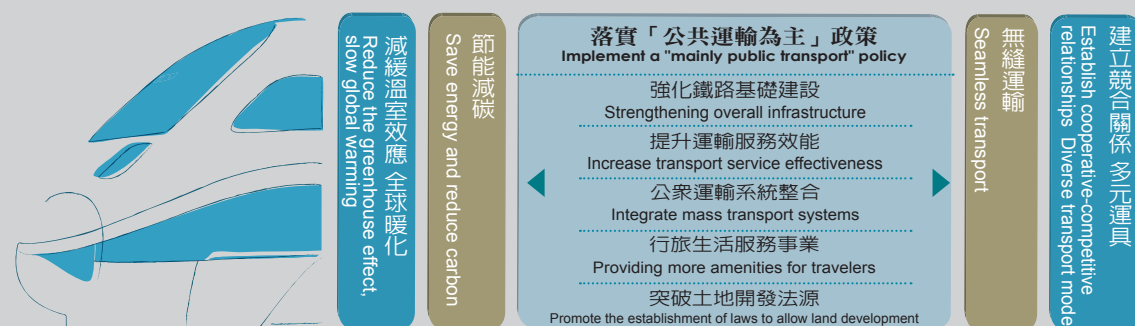 減緩溫室效應 全球暖化
Reduce the greenhouse effect,
slow global warming
節能減碳
Save energy and reduce carbon
落實「公共運輸為主」政策
Implement a "mainly public transport" policy
強化鐵路基礎建設
Strengthening overall infrastructure
提升運輸服務效能
Increase transport service effectiveness
公衆運輸系統整合
Integrate mass transport systems
行旅生活服務事業
Providing more amenities for travelers
突破土地開發法源
Promote the establishment of laws to allow land development
無縫運輸
Seamless transport
建立競合關係 多元運具
Establish cooperative-competitive
relationships Diverse transport mode